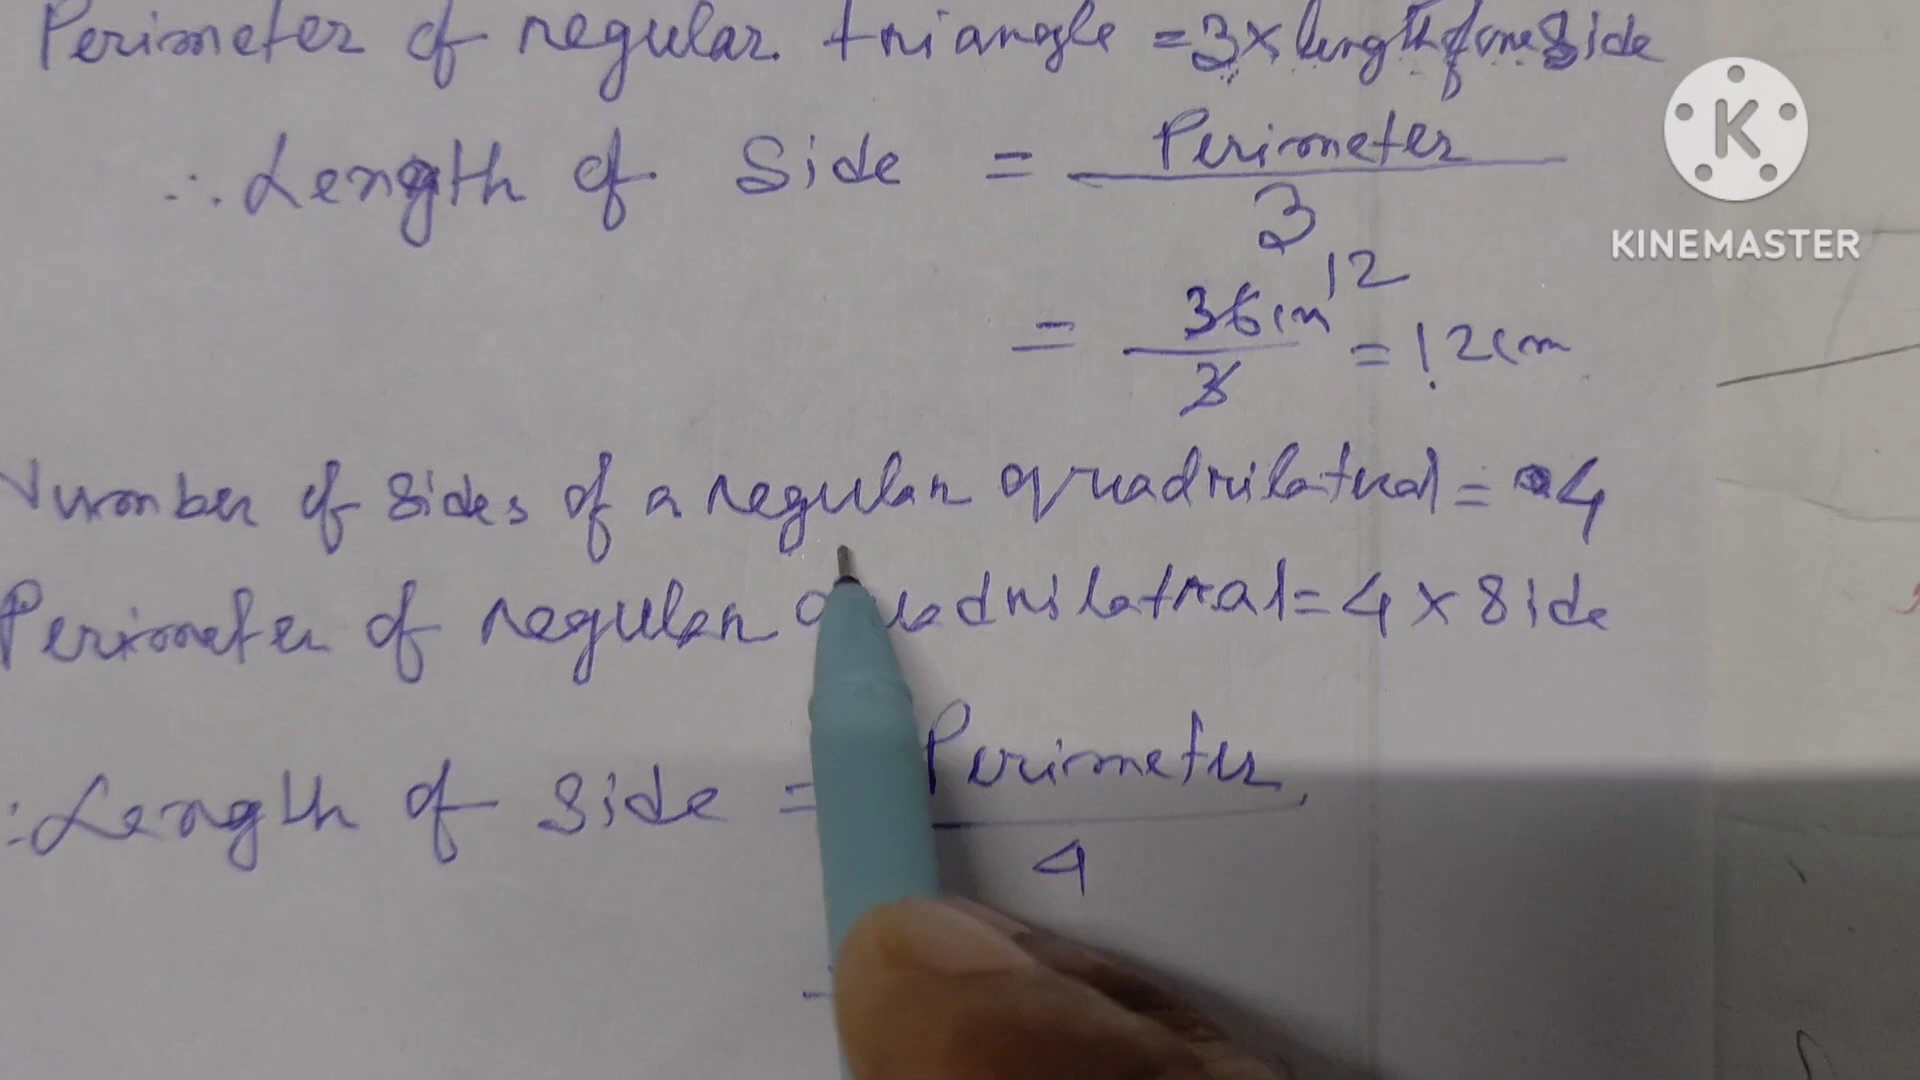 Perimeter of regular triangle = 3 × length of one side
∴ Length of Side = Perimeter
3
= 36cm 12
3 = 12cm
Number of sides of a regular quadrilateral = 4
Perimeter of regular quadrilatral = 4 × Side
∴ Length of Side = Perimeter
4
K
KINEMASTER